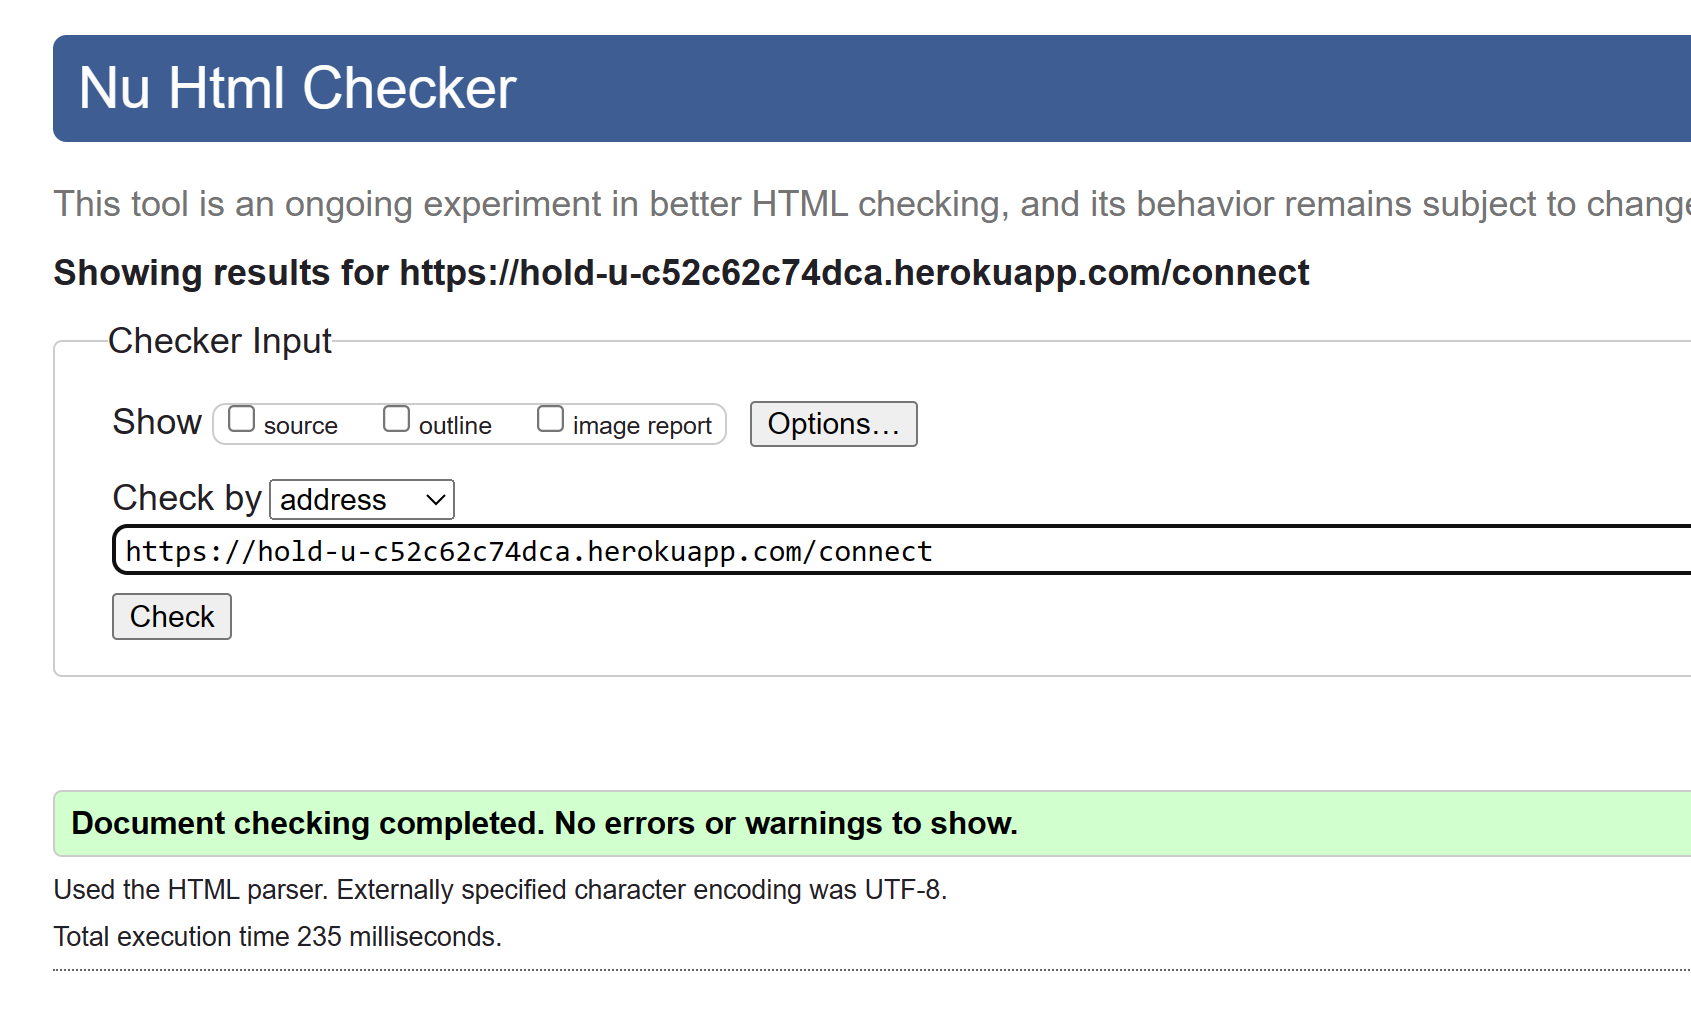 Nu Html Checker
This tool is an ongoing experiment in better HTML checking, and its behavior remains subject to change
Showing results for https://hold-u-c52c62c74dca.herokuapp.com/connect
Checker Input
Show source outline image report Options…
Check by address
https://hold-u-c52c62c74dca.herokuapp.com/connect
Check
Document checking completed. No errors or warnings to show.
Used the HTML parser. Externally specified character encoding was UTF-8.
Total execution time 235 milliseconds.